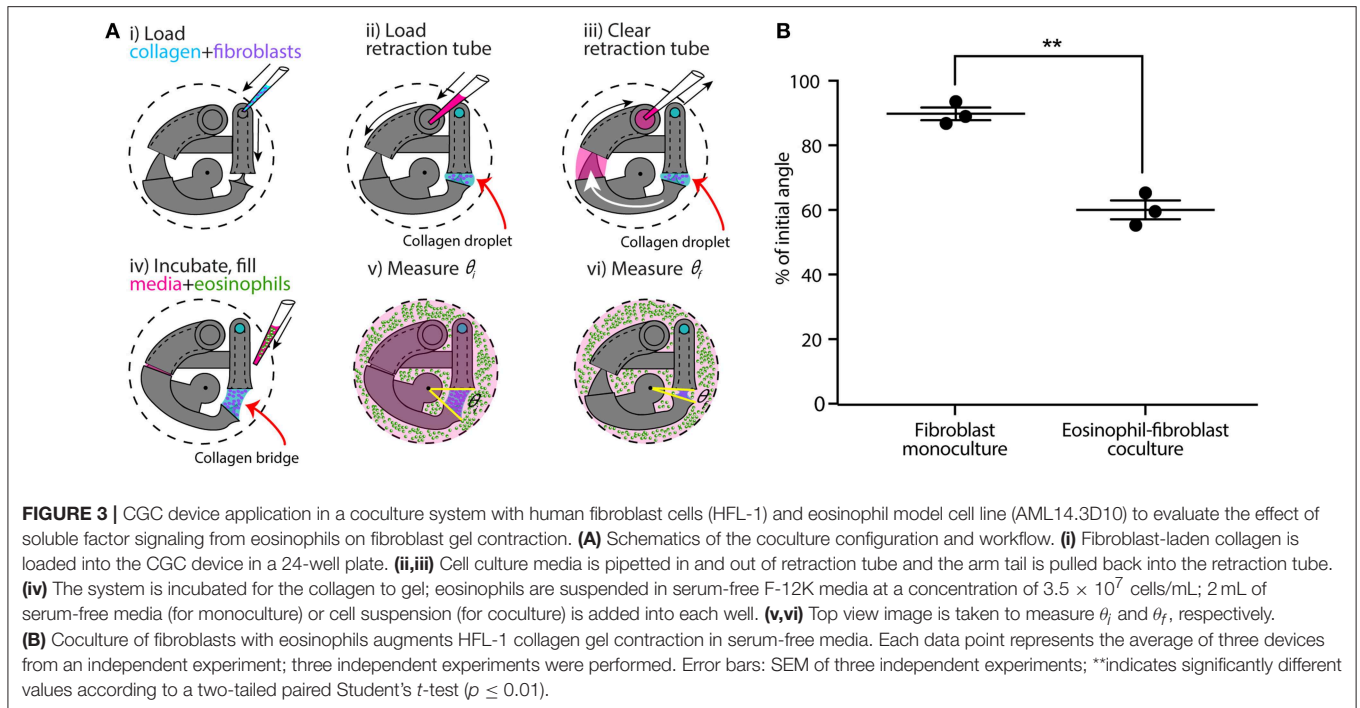 A
i) Load
collagen+fibroblasts
ii) Load
retraction tube
iii) Clear
retraction tube
Collagen droplet
Collagen droplet
iv) Incubate, fill
media+eosinophils
v) Measure θi
vi) Measure θf
Collagen bridge
θi
θf
B
**
% of initial angle
100
80
60
40
20
0
Fibroblast
monoculture
Eosinophil-fibroblast
coculture
FIGURE 3 | CGC device application in a coculture system with human fibroblast cells (HFL-1) and eosinophil model cell line (AML14.3D10) to evaluate the effect of
soluble factor signaling from eosinophils on fibroblast gel contraction. (A) Schematics of the coculture configuration and workflow. (i) Fibroblast-laden collagen is
loaded into the CGC device in a 24-well plate. (ii,iii) Cell culture media is pipetted in and out of retraction tube and the arm tail is pulled back into the retraction tube.
(iv) The system is incubated for the collagen to gel; eosinophils are suspended in serum-free F-12K media at a concentration of 3.5 × 10⁷ cells/mL; 2 mL of
serum-free media (for monoculture) or cell suspension (for coculture) is added into each well. (v,vi) Top view image is taken to measure θi and θf, respectively.
(B) Coculture of fibroblasts with eosinophils augments HFL-1 collagen gel contraction in serum-free media. Each data point represents the average of three devices
from an independent experiment; three independent experiments were performed. Error bars: SEM of three independent experiments; **indicates significantly different
values according to a two-tailed paired Student's t-test (p ≤ 0.01).